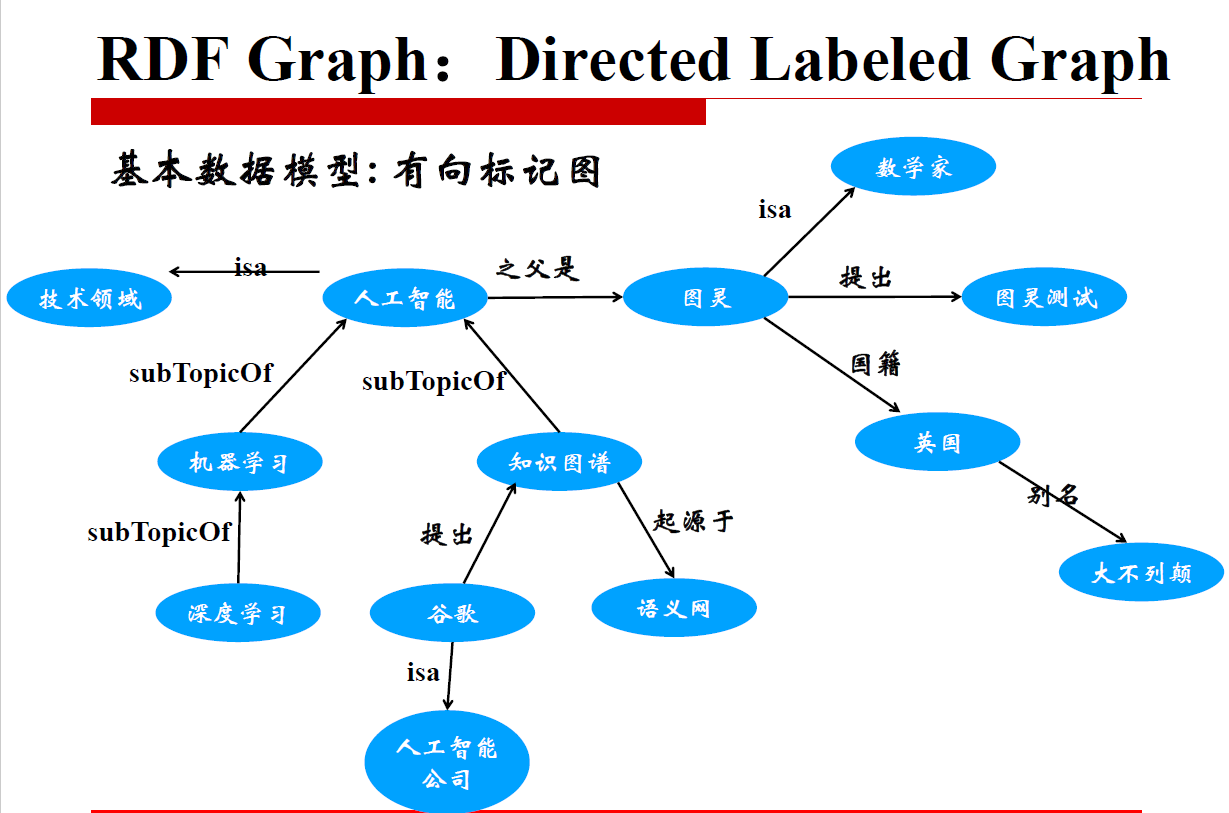 RDF Graph：Directed Labeled Graph
基本数据模型：有向标记图
数学家
isa
isa
之父是
提出
技术领域
人工智能
图灵
图灵测试
subTopicOf
subTopicOf
国籍
机器学习
知识图谱
英国
别名
subTopicOf
提出
起源于
大不列颠
深度学习
谷歌
语义网
isa
人工智能
公司